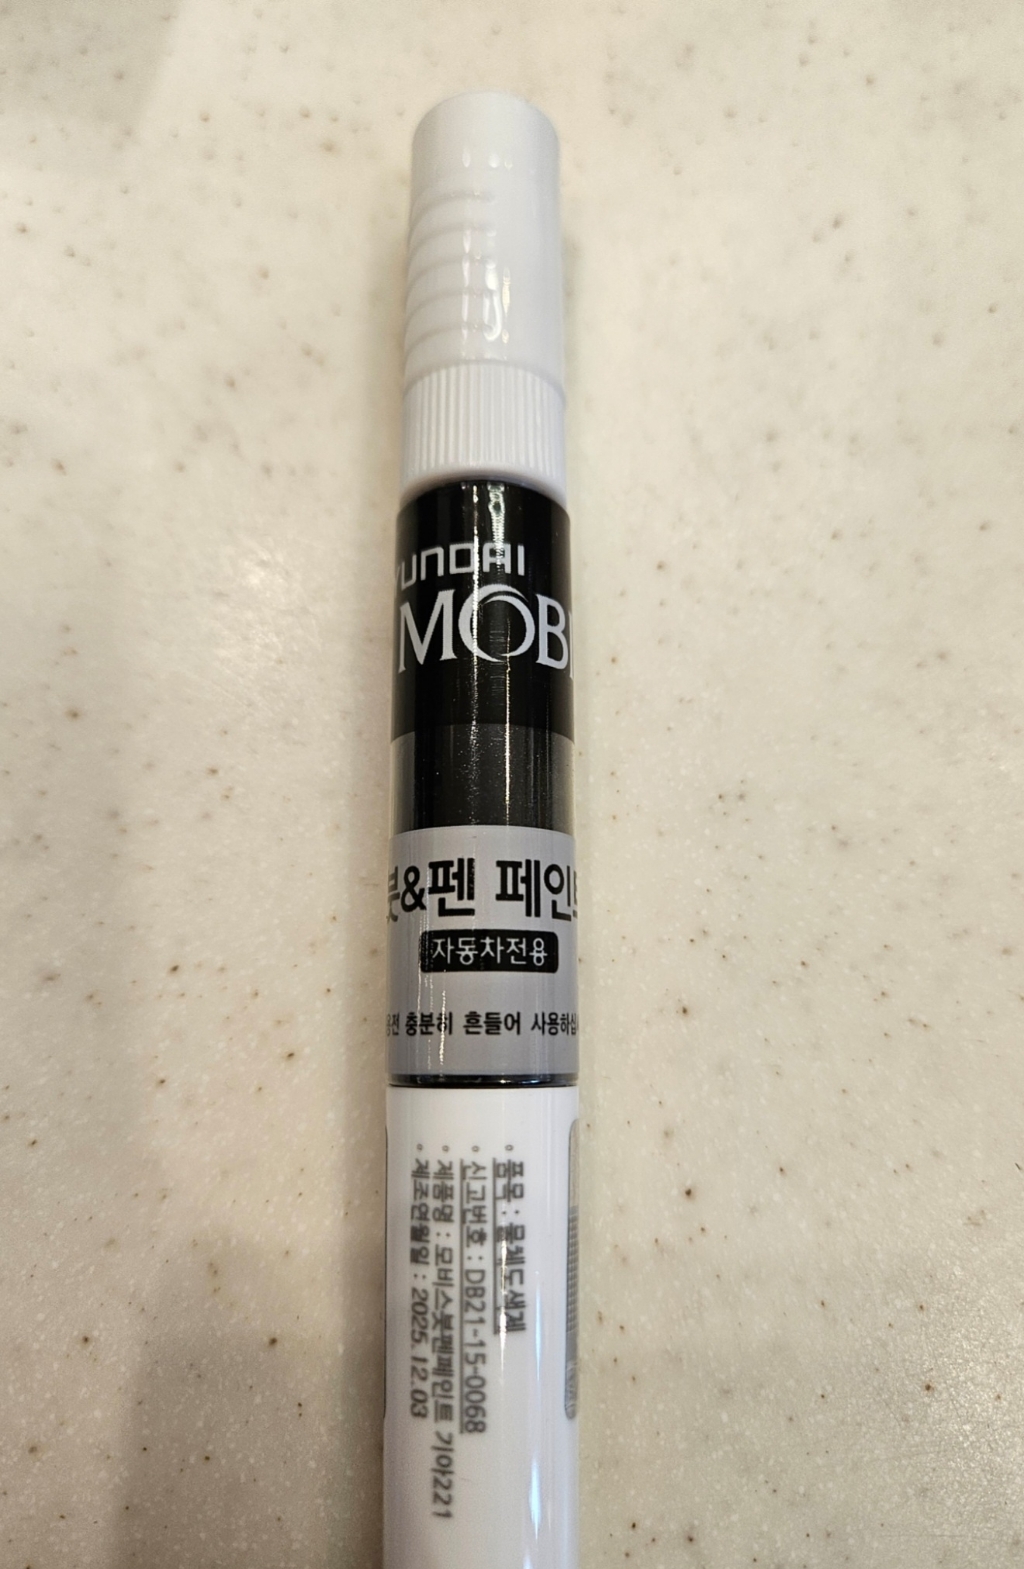 YUNDAI
MOBI
붓&펜 페인트
자동차전용
용전 충분히 흔들어 사용하십
◦ 품목 : 물체도색제
◦ 신고번호 : DB21-15-0068
◦ 제품명 : 모비스붓펜페인트 기아221
◦ 제조연월일 : 2025.12.03